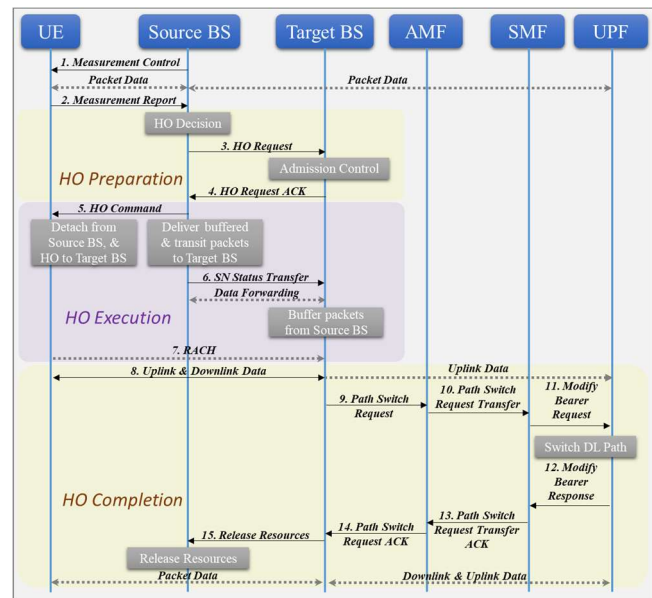 UE Source BS Target BS AMF SMF UPF
1. Measurement Control
Packet Data Packet Data
2. Measurement Report
HO Decision
3. HO Request
Admission Control
HO Preparation
4. HO Request ACK
5. HO Command
Detach from
Source BS, &
HO to Target BS
Deliver buffered
& transit packets
to Target BS
6. SN Status Transfer
Data Forwarding
HO Execution
Buffer packets
from Source BS
7. RACH
8. Uplink & Downlink Data Uplink Data
9. Path Switch
Request
10. Path Switch
Request Transfer
11. Modify
Bearer
Request
Switch DL Path
12. Modify
Bearer
Response
HO Completion
13. Path Switch
Request Transfer
ACK
14. Path Switch
Request ACK
15. Release Resources
Release Resources
Packet Data Downlink & Uplink Data